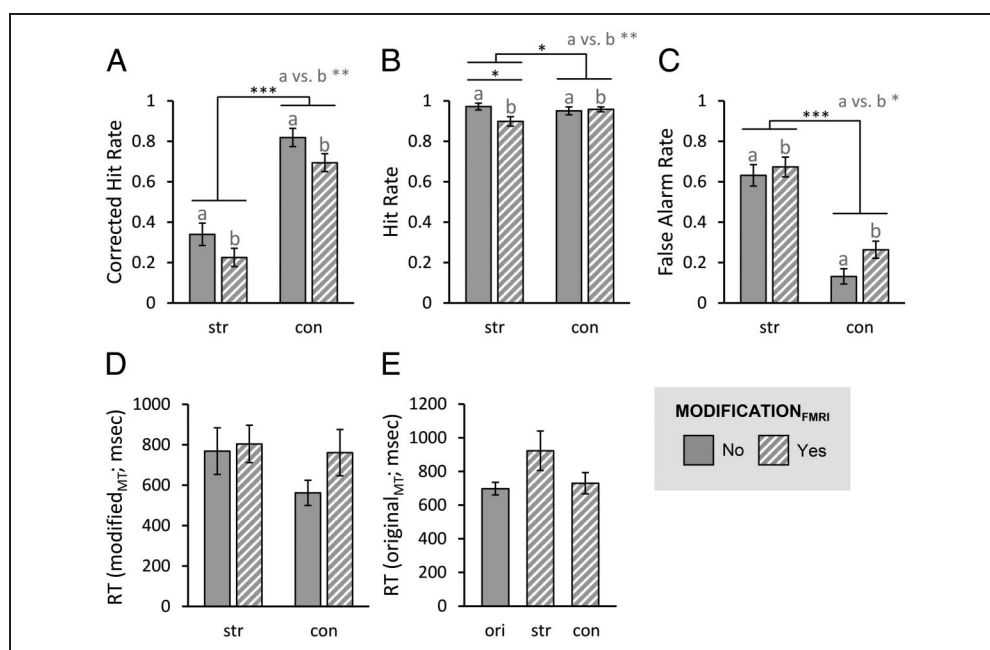 A
B
C
a vs. b **
***
a vs. b **
*
*
a vs. b *
***
Corrected Hit Rate
1
0.8
0.6
0.4
0.2
0
a
b
a
b
str
con
Hit Rate
1
0.8
0.6
0.4
0.2
0
a
b
a
b
str
con
False Alarm Rate
1
0.8
0.6
0.4
0.2
0
a
b
a
b
str
con
D
E
RT (modifiedMT; msec)
1000
800
600
400
200
0
str
con
RT (originalMT; msec)
1200
1000
800
600
400
200
0
ori
str
con
MODIFICATIONFMRI
No
Yes